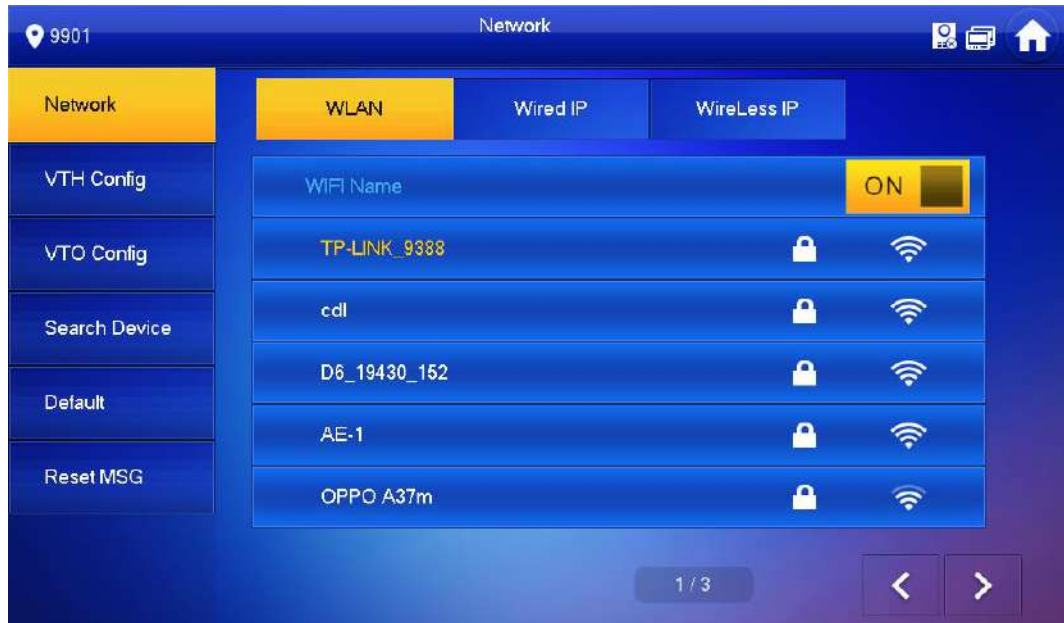 9901
Network
Network
VTH Config
VTO Config
Search Device
Default
Reset MSG
WLAN
Wired IP
WireLess IP
WIFI Name
ON
TP-LINK_9388
cdl
D6_19430_152
AE-1
OPPO A37m
1 / 3